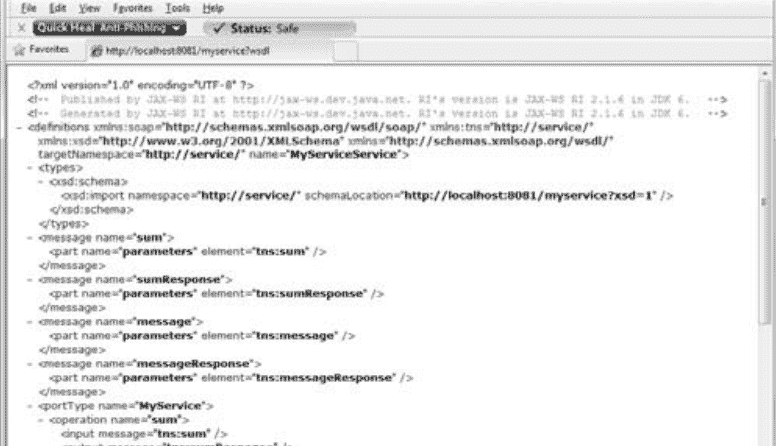 File Edit View Favorites Tools Help
X Quick Heal Anti-Phishing ✓ Status: Safe
Favorites http://localhost:8081/myservice?wsdl
<?xml version="1.0" encoding="UTF-8" ?>
<!-- Published by JAX-WS RI at http://jax-ws.dev.java.net. RI's version is JAX-WS RI 2.1.6 in JDK 6. -->
<!-- Generated by JAX-WS RI at http://jax-ws.dev.java.net. RI's version is JAX-WS RI 2.1.6 in JDK 6. -->
- <definitions xmlns:soap="http://schemas.xmlsoap.org/wsdl/soap/" xmlns:tns="http://service/"
xmlns:xsd="http://www.w3.org/2001/XMLSchema" xmlns="http://schemas.xmlsoap.org/wsdl/"
targetNamespace="http://service/" name="MyServiceService">
- <types>
- <xsd:schema>
<xsd:import namespace="http://service/" schemaLocation="http://localhost:8081/myservice?xsd=1" />
</xsd:schema>
</types>
- <message name="sum">
<part name="parameters" element="tns:sum" />
</message>
- <message name="sumResponse">
<part name="parameters" element="tns:sumResponse" />
</message>
- <message name="message">
<part name="parameters" element="tns:message" />
</message>
- <message name="messageResponse">
<part name="parameters" element="tns:messageResponse" />
</message>
- <portType name="MyService">
- <operation name="sum">
<input message="tns:sum" />